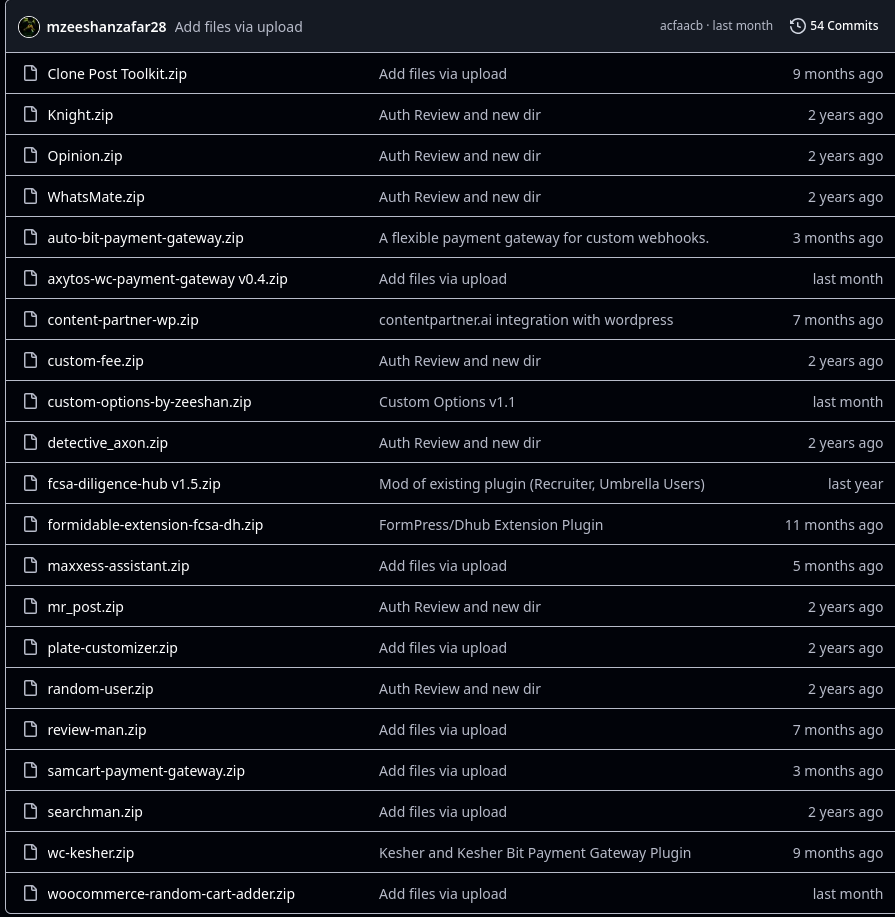 mzeeshanzafar28 Add files via upload acfaacb · last month 54 Commits
Clone Post Toolkit.zip Add files via upload 9 months ago
Knight.zip Auth Review and new dir 2 years ago
Opinion.zip Auth Review and new dir 2 years ago
WhatsMate.zip Auth Review and new dir 2 years ago
auto-bit-payment-gateway.zip A flexible payment gateway for custom webhooks. 3 months ago
axytos-wc-payment-gateway v0.4.zip Add files via upload last month
content-partner-wp.zip contentpartner.ai integration with wordpress 7 months ago
custom-fee.zip Auth Review and new dir 2 years ago
custom-options-by-zeeshan.zip Custom Options v1.1 last month
detective_axon.zip Auth Review and new dir 2 years ago
fcsa-diligence-hub v1.5.zip Mod of existing plugin (Recruiter, Umbrella Users) last year
formidable-extension-fcsa-dh.zip FormPress/Dhub Extension Plugin 11 months ago
maxxess-assistant.zip Add files via upload 5 months ago
mr_post.zip Auth Review and new dir 2 years ago
plate-customizer.zip Add files via upload 2 years ago
random-user.zip Auth Review and new dir 2 years ago
review-man.zip Add files via upload 7 months ago
samcart-payment-gateway.zip Add files via upload 3 months ago
searchman.zip Add files via upload 2 years ago
wc-kesher.zip Kesher and Kesher Bit Payment Gateway Plugin 9 months ago
woocommerce-random-cart-adder.zip Add files via upload last month